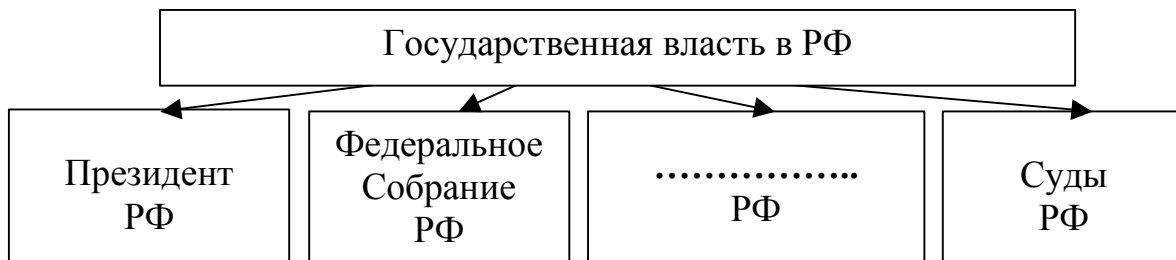 Государственная власть в РФ
Президент
РФ
Федеральное
Собрание
РФ
………………..
РФ
Суды
РФ